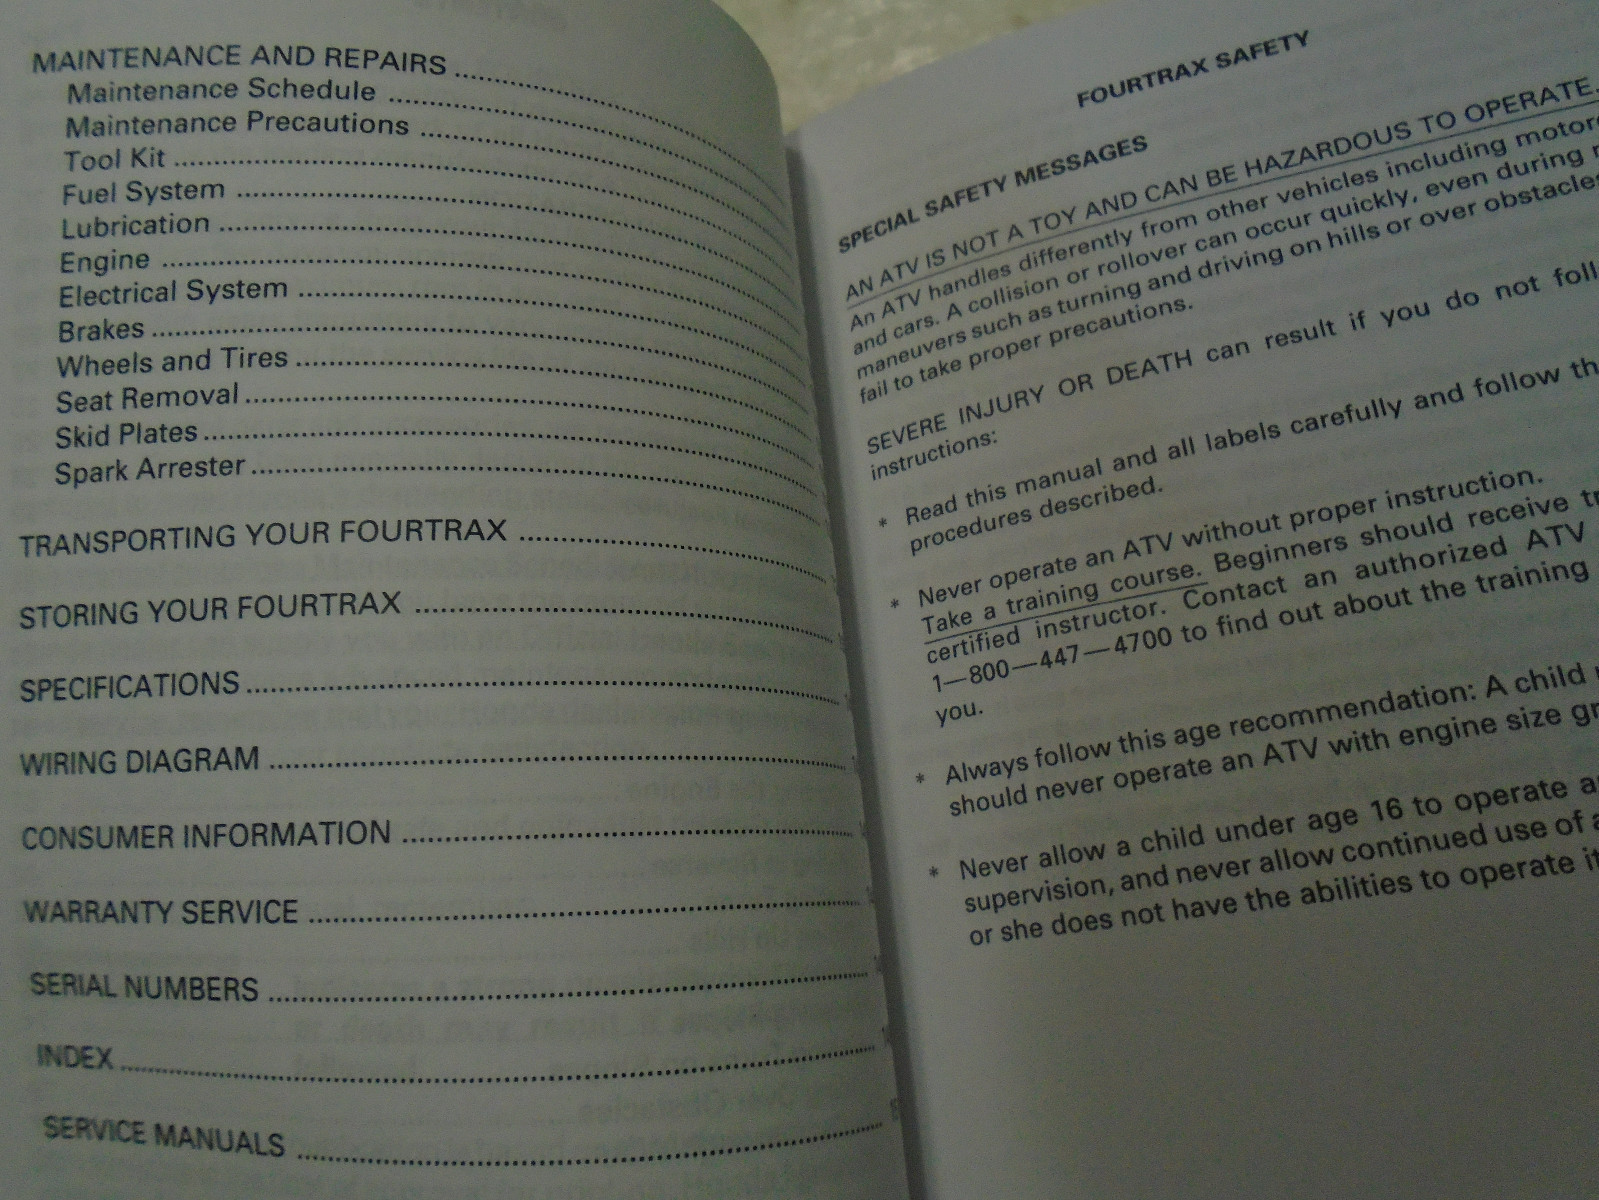 MAINTENANCE AND REPAIRS
Maintenance Schedule
Maintenance Precautions
Tool Kit
Fuel System
Lubrication
Engine
Electrical System
Brakes
Wheels and Tires
Seat Removal
Skid Plates
Spark Arrester
TRANSPORTING YOUR FOURTRAX
STORING YOUR FOURTRAX
SPECIFICATIONS
WIRING DIAGRAM
CONSUMER INFORMATION
WARRANTY SERVICE
SERIAL NUMBERS
INDEX
SERVICE MANUALS
FOURTRAX SAFETY
SPECIAL SAFETY MESSAGES
AN ATV IS NOT A TOY AND CAN BE HAZARDOUS TO OPERATE.
An ATV handles differently from other vehicles including
and cars. A collision or rollover can occur quickly, even during
maneuvers such as turning and driving on hills or over obstacles
fail to take proper precautions.
SEVERE INJURY OR DEATH can result if you do not
instructions:
* Read this manual and all labels carefully and follow
procedures described.
* Never operate an ATV without proper instruction.
Take a training course. Beginners should receive
certified instructor. Contact an authorized ATV
1—800—447—4700 to find out about the training
you.
* Always follow this age recommendation: A child
should never operate an ATV with engine size
* Never allow a child under age 16 to operate
supervision, and never allow continued use of
or she does not have the abilities to operate